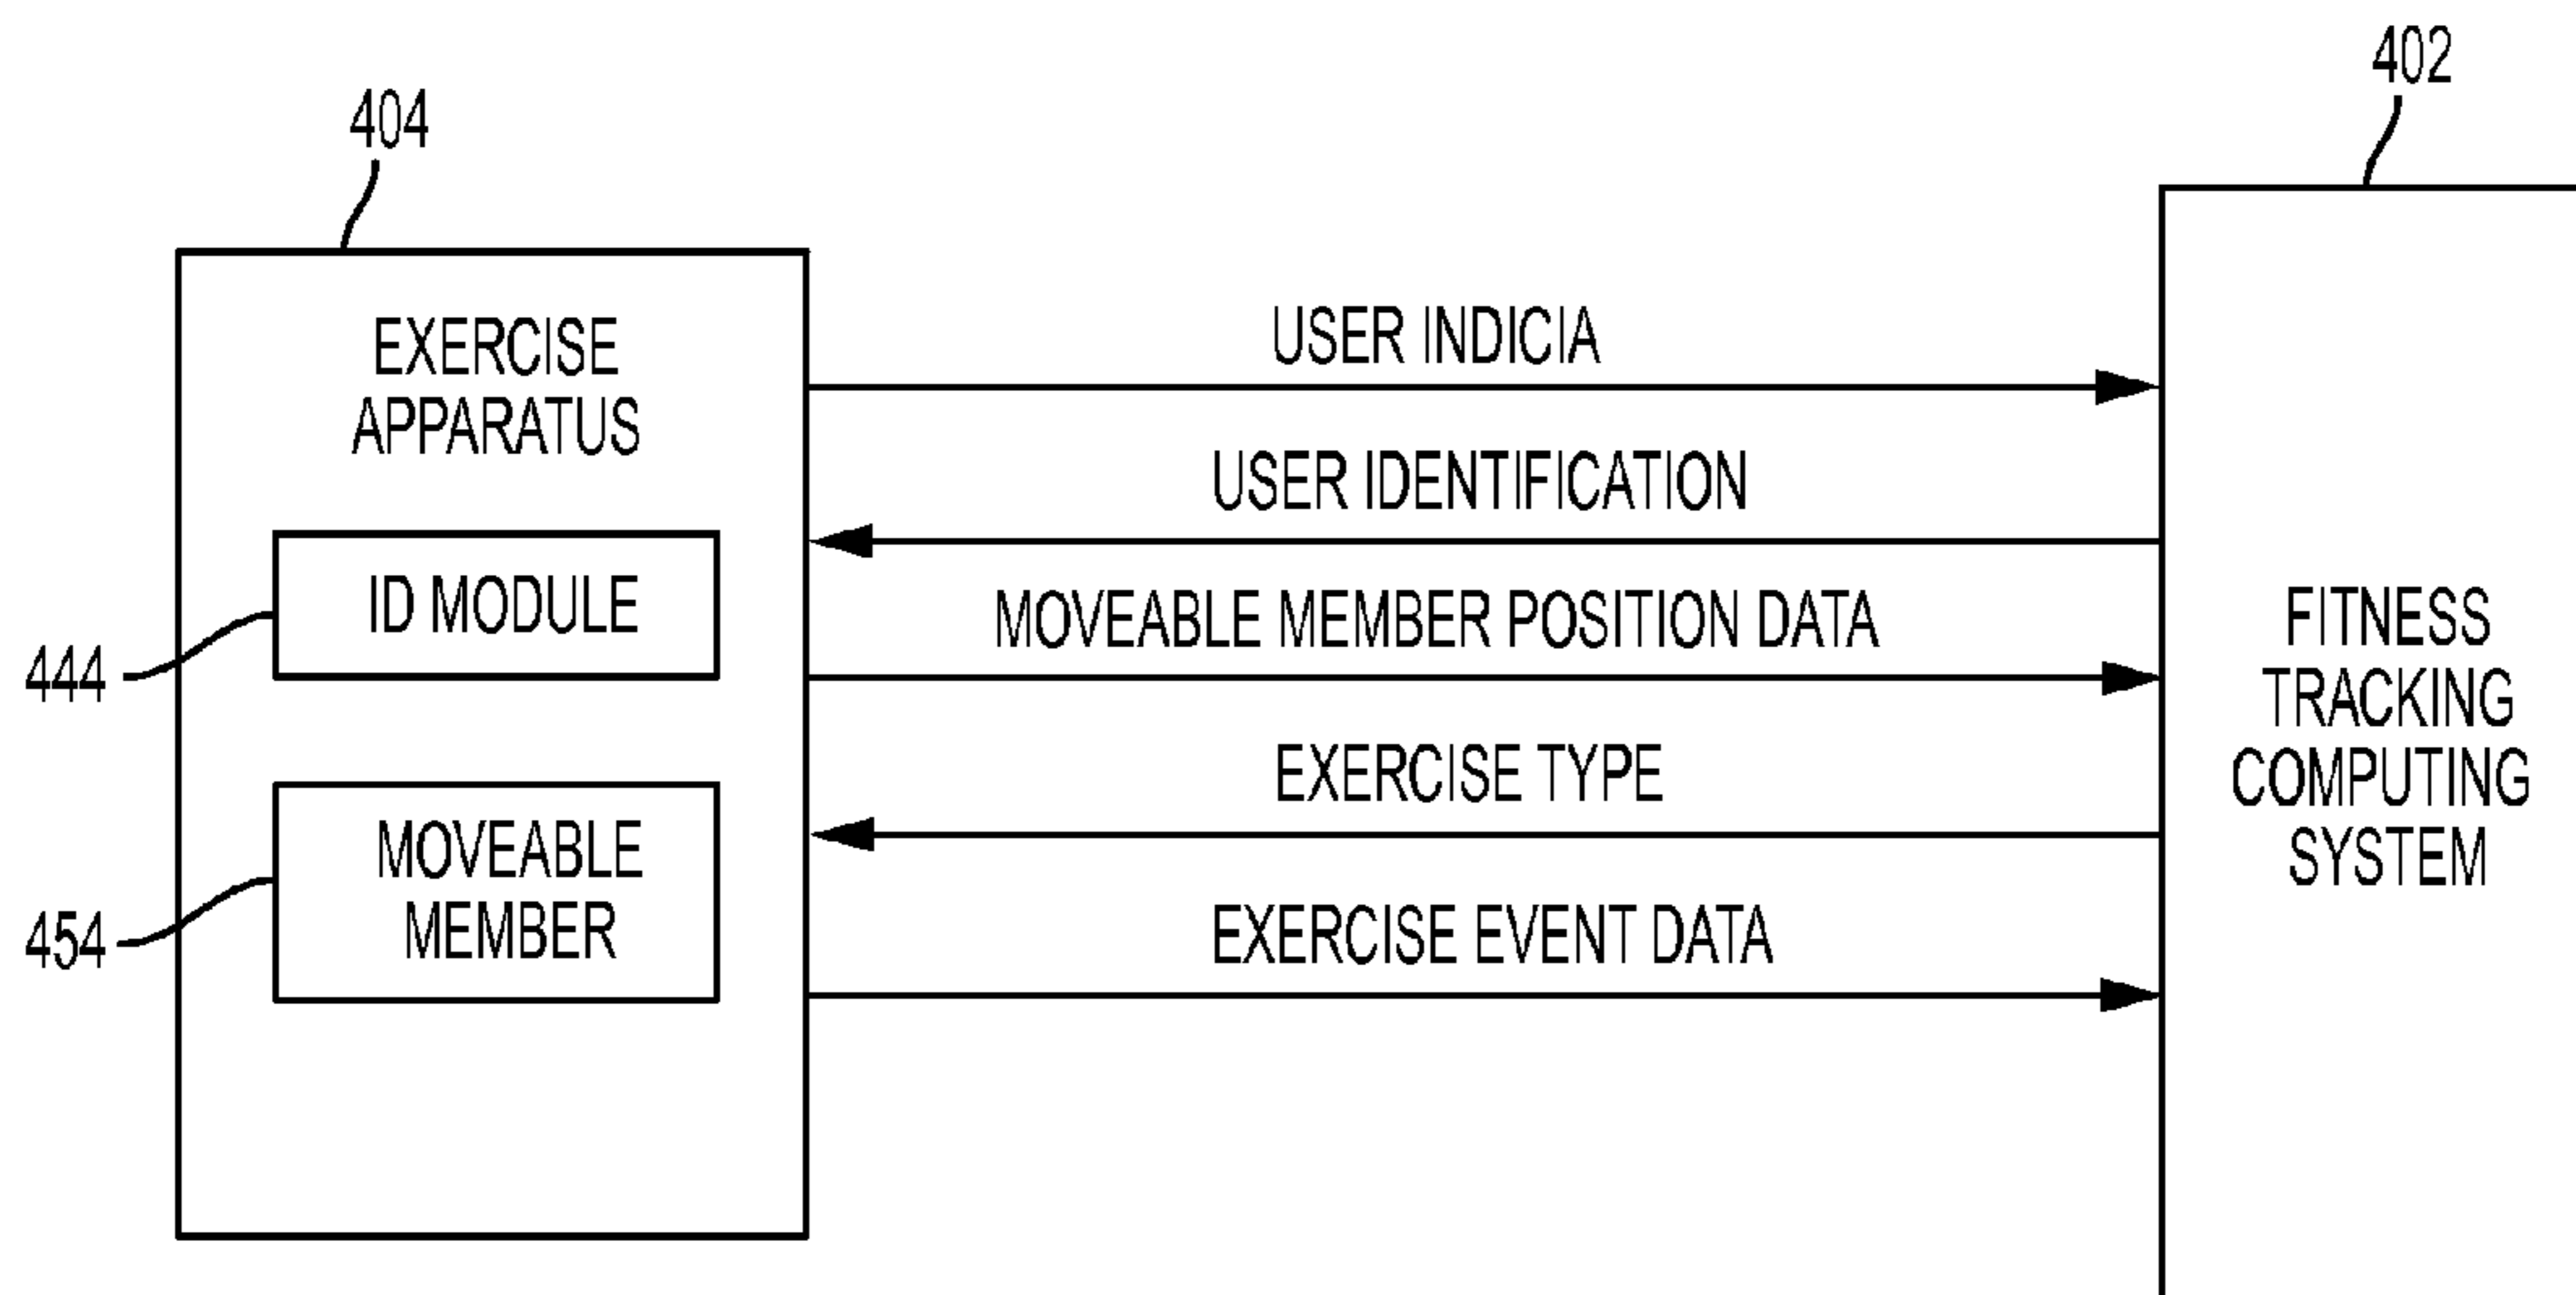 402
404
EXERCISE
APPARATUS
USER INDICIA
USER IDENTIFICATION
ID MODULE
MOVEABLE MEMBER POSITION DATA
444
EXERCISE TYPE
MOVEABLE
MEMBER
454
EXERCISE EVENT DATA
FITNESS
TRACKING
COMPUTING
SYSTEM